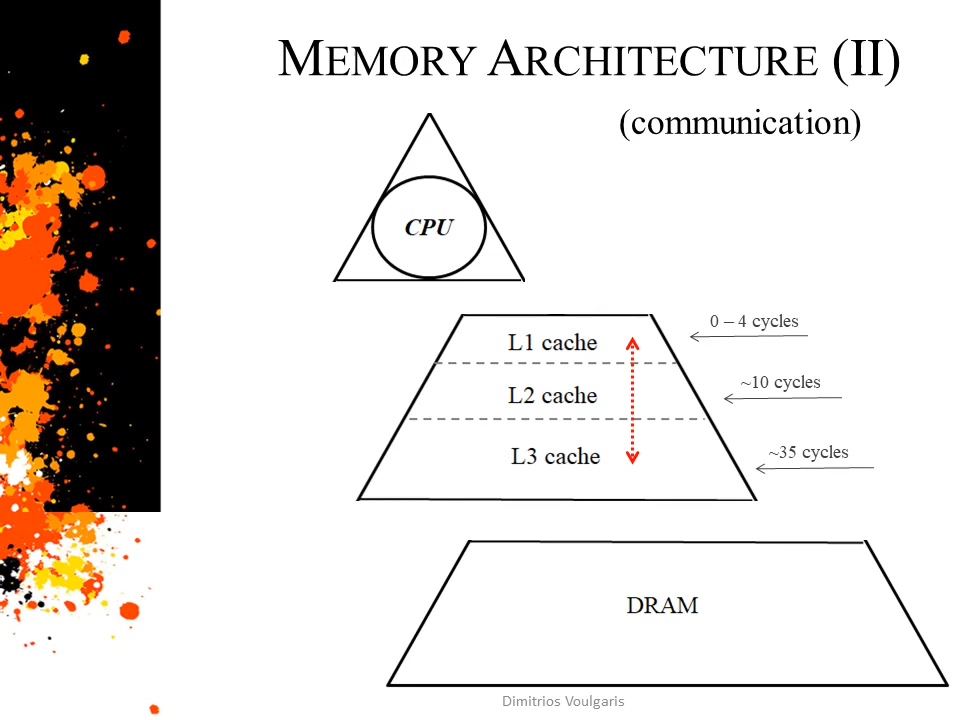 MEMORY ARCHITECTURE (II)
(communication)
CPU
0 – 4 cycles
L1 cache
~10 cycles
L2 cache
~35 cycles
L3 cache
DRAM
Dimitrios Voulgaris